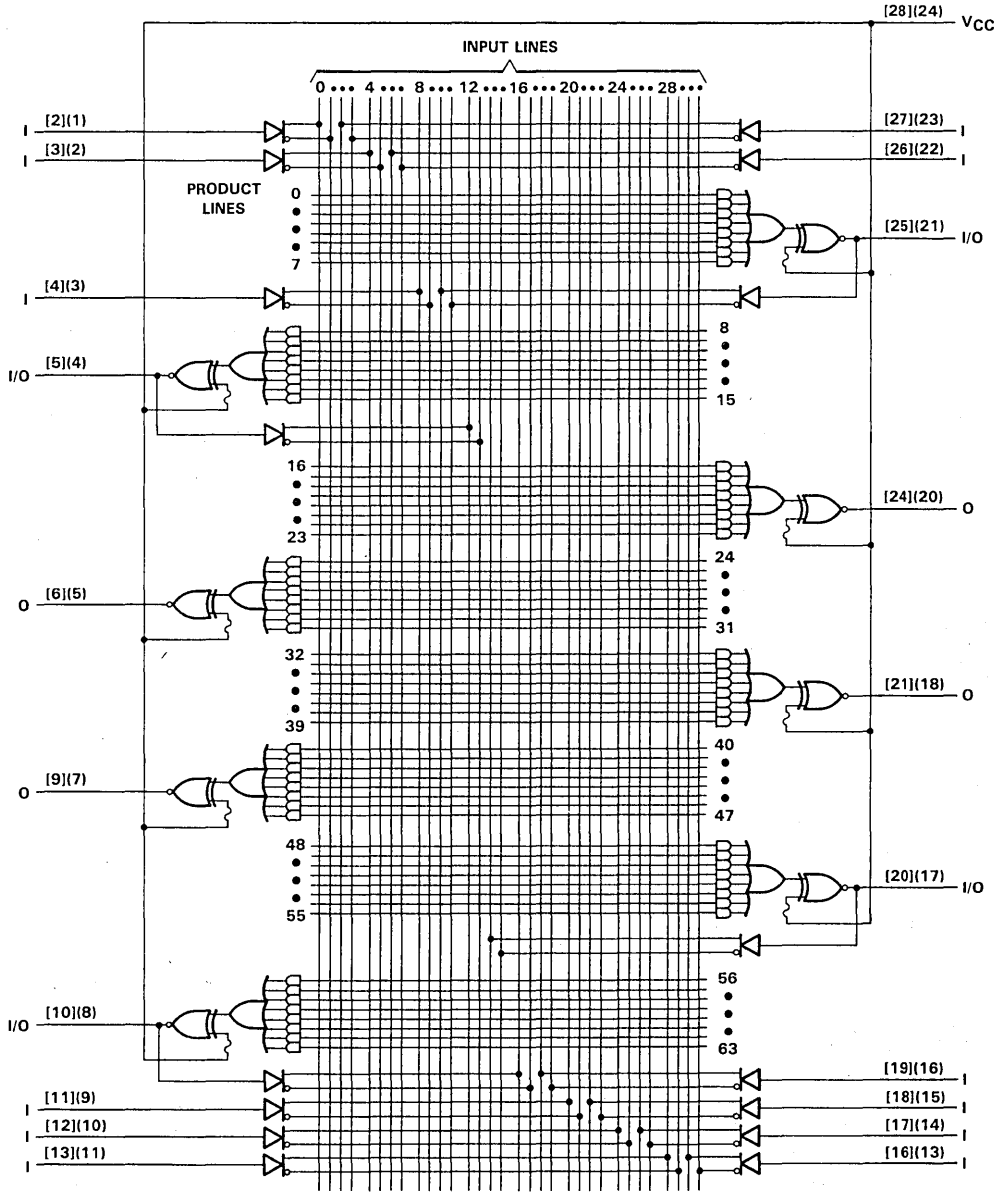 [28](24) VCC
INPUT LINES
0 ••• 4 ••• 8 ••• 12 ••• 16 ••• 20 ••• 24 ••• 28 •••
I [2](1) [27](23) I
I [3](2) [26](22) I
PRODUCT
LINES
0
•
•
•
7
[25](21) I/O
I [4](3)
8
•
•
•
15
I/O [5](4)
16
•
•
•
23
[24](20) O
24
•
•
•
31
O [6](5)
32
•
•
•
39
[21](18) O
40
•
•
•
47
O [9](7)
48
•
•
•
55
[20](17) I/O
56
•
•
•
63
I/O [10](8)
[19](16) I
I [11](9) [18](15) I
I [12](10) [17](14) I
I [13](11) [16](13) I